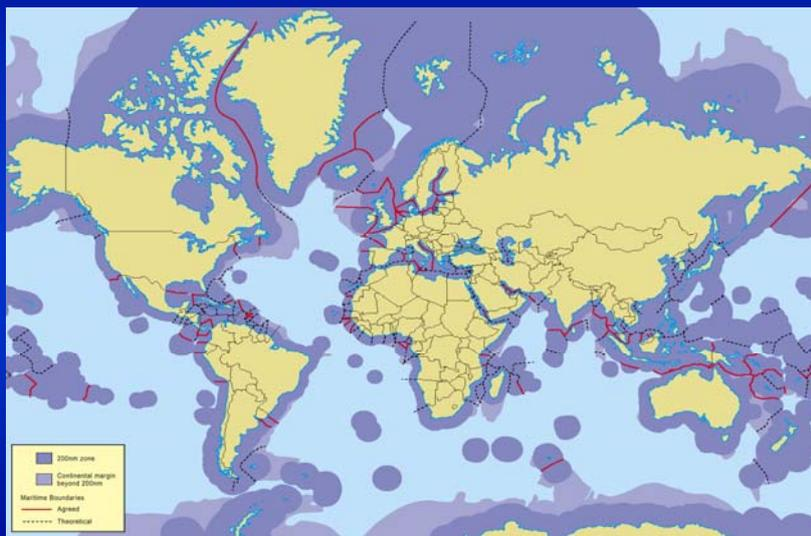 200nm zone
Continental margin
beyond 200nm
Maritime Boundaries
Agreed
Theoretical